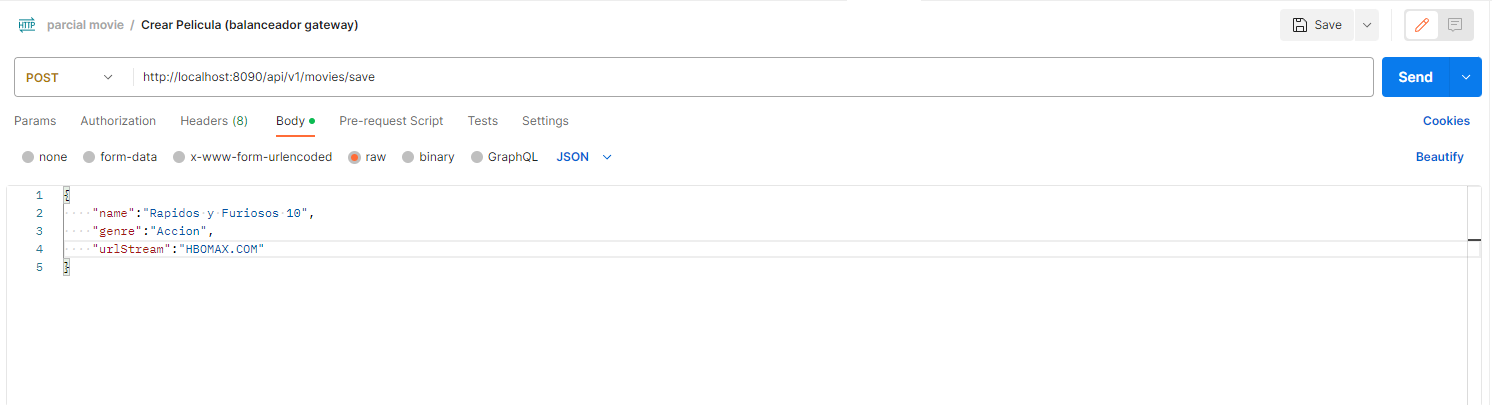 HTTP parcial movie / Crear Pelicula (balanceador gateway) Save
POST http://localhost:8090/api/v1/movies/save Send
Params Authorization Headers (8) Body Pre-request Script Tests Settings Cookies
none form-data x-www-form-urlencoded raw binary GraphQL JSON Beautify
1 {
2 "name":"Rapidos y Furiosos 10",
3 "genre":"Accion",
4 "urlStream":"HBOMAX.COM"
5 }